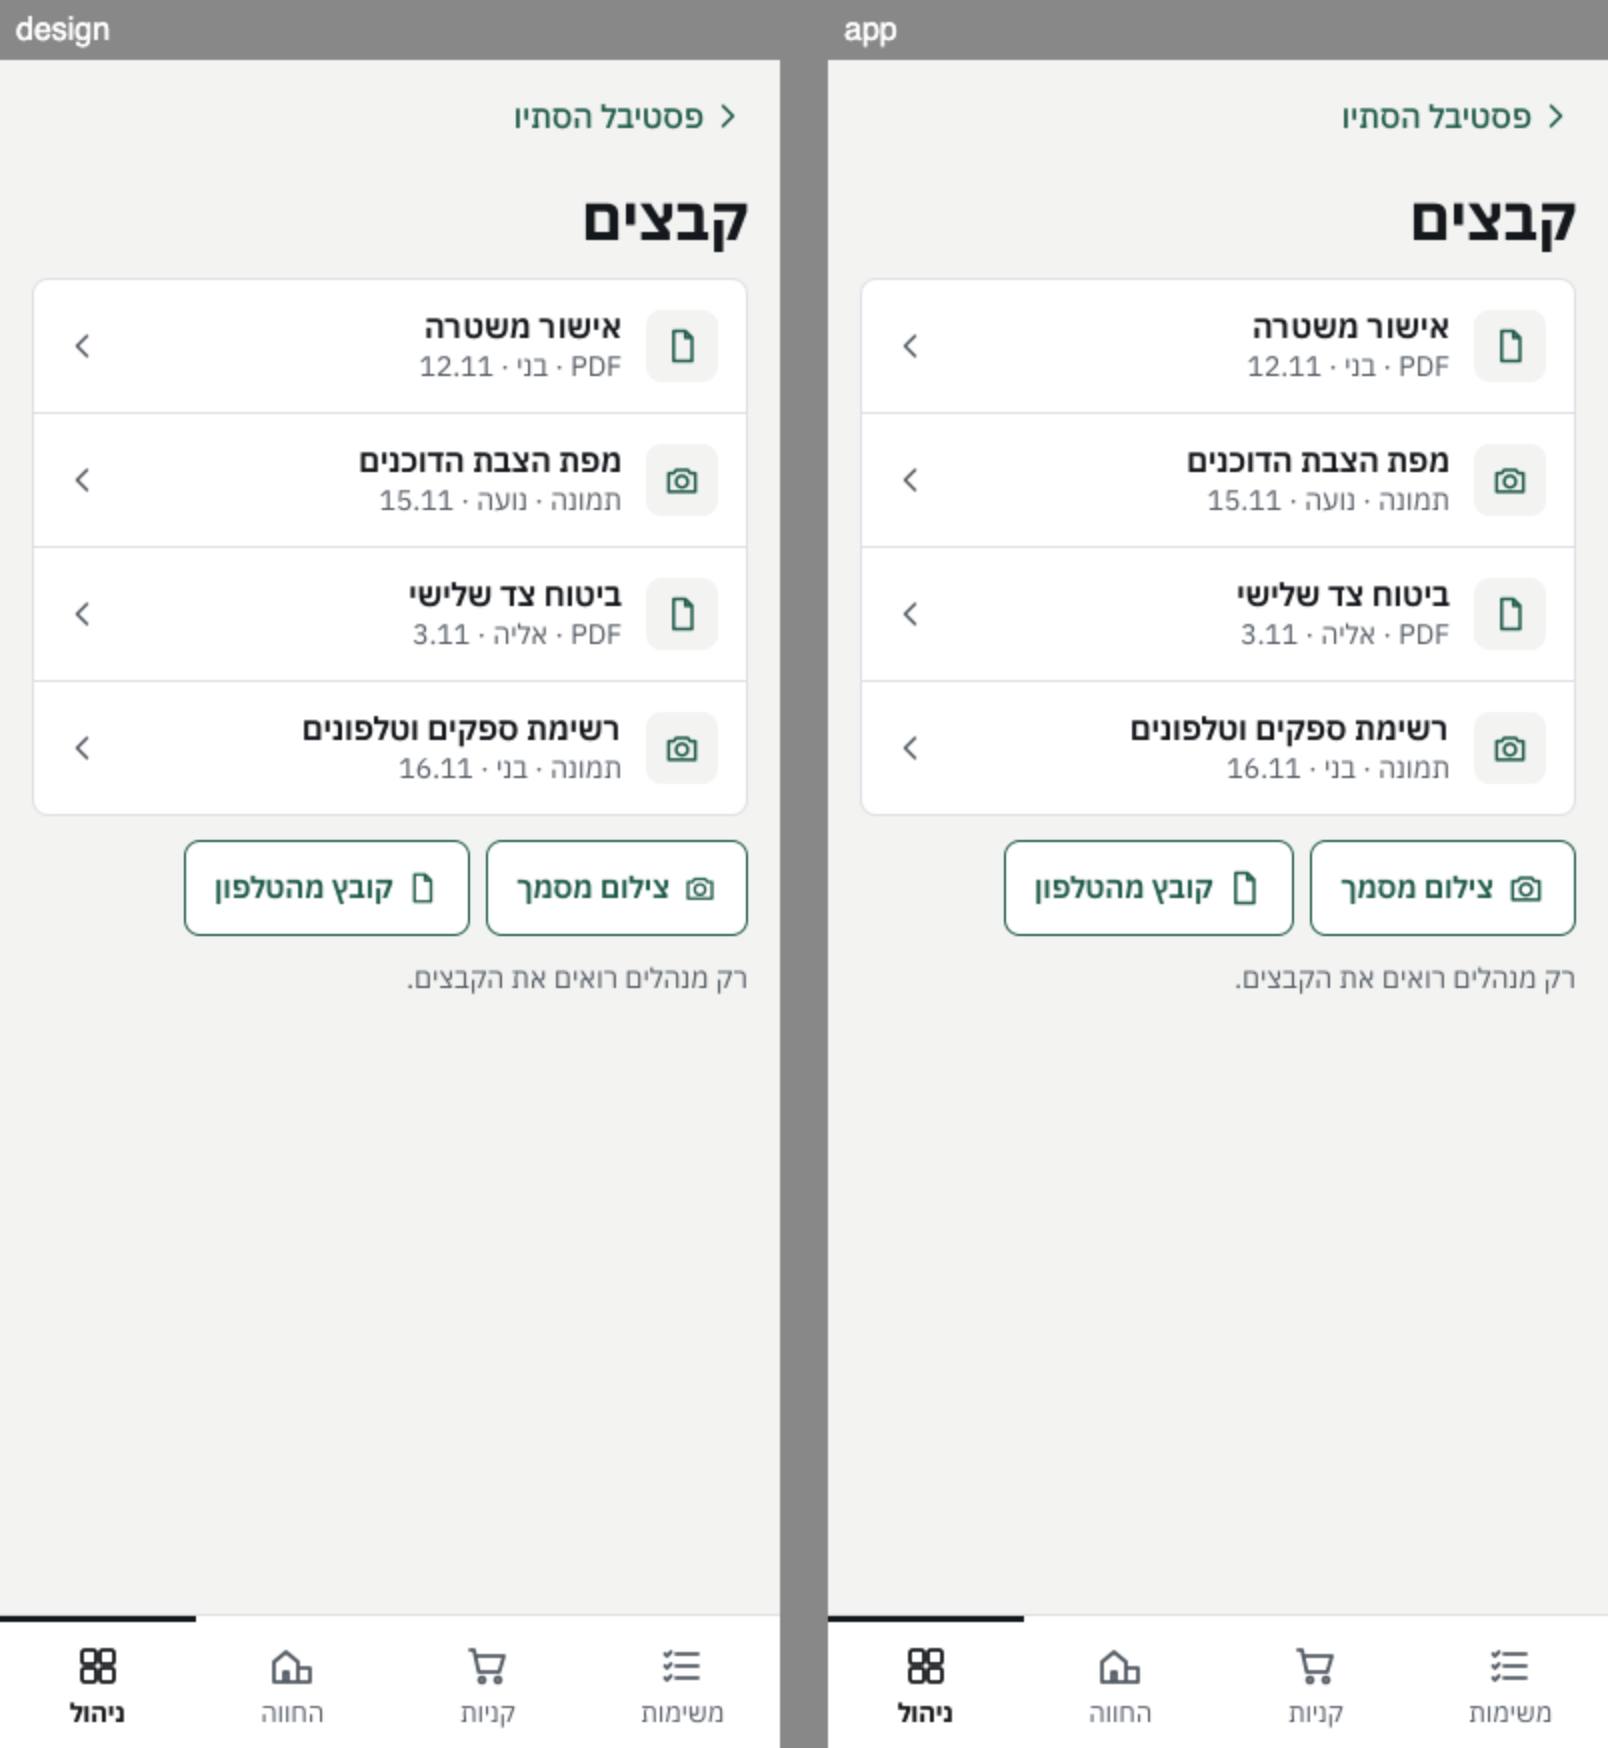 design
פסטיבל הסתיו
קבצים
אישור משטרה
PDF · בני · 12.11
מפת הצבת הדוכנים
תמונה · נועה · 15.11
ביטוח צד שלישי
PDF · אליה · 3.11
רשימת ספקים וטלפונים
תמונה · בני · 16.11
צילום מסמך
קובץ מהטלפון
רק מנהלים רואים את הקבצים.
משימות
קניות
החווה
ניהול
app
פסטיבל הסתיו
קבצים
אישור משטרה
PDF · בני · 12.11
מפת הצבת הדוכנים
תמונה · נועה · 15.11
ביטוח צד שלישי
PDF · אליה · 3.11
רשימת ספקים וטלפונים
תמונה · בני · 16.11
צילום מסמך
קובץ מהטלפון
רק מנהלים רואים את הקבצים.
משימות
קניות
החווה
ניהול